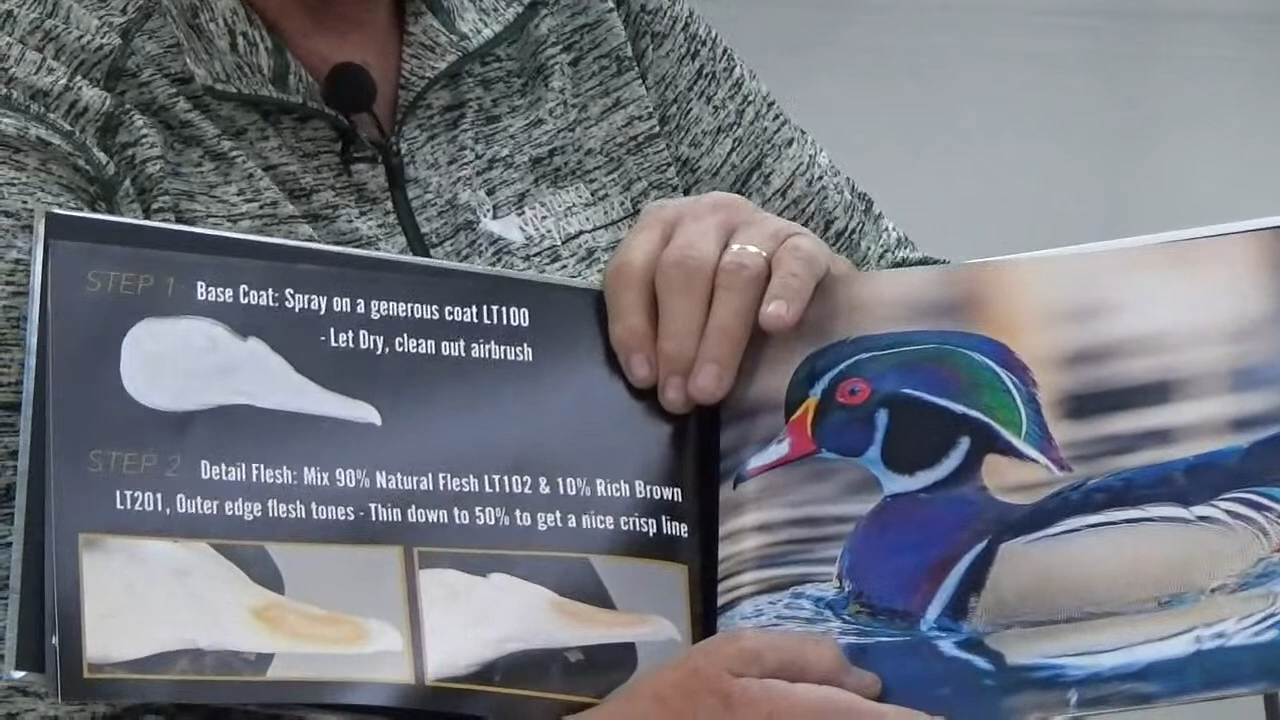 STEP 1
Base Coat: Spray on a generous coat LT100
- Let Dry, clean out airbrush
STEP 2
Detail Flesh: Mix 90% Natural Flesh LT102 & 10% Rich Brown
LT201, Outer edge flesh tones - Thin down to 50% to get a nice crisp line